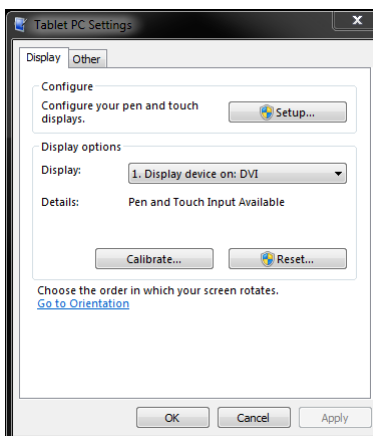 Tablet PC Settings
x
Display Other
Configure
Configure your pen and touch
displays.
Setup...
Display options
Display: 1. Display device on: DVI
Details: Pen and Touch Input Available
Calibrate... Reset...
Choose the order in which your screen rotates.
Go to Orientation
OK Cancel Apply